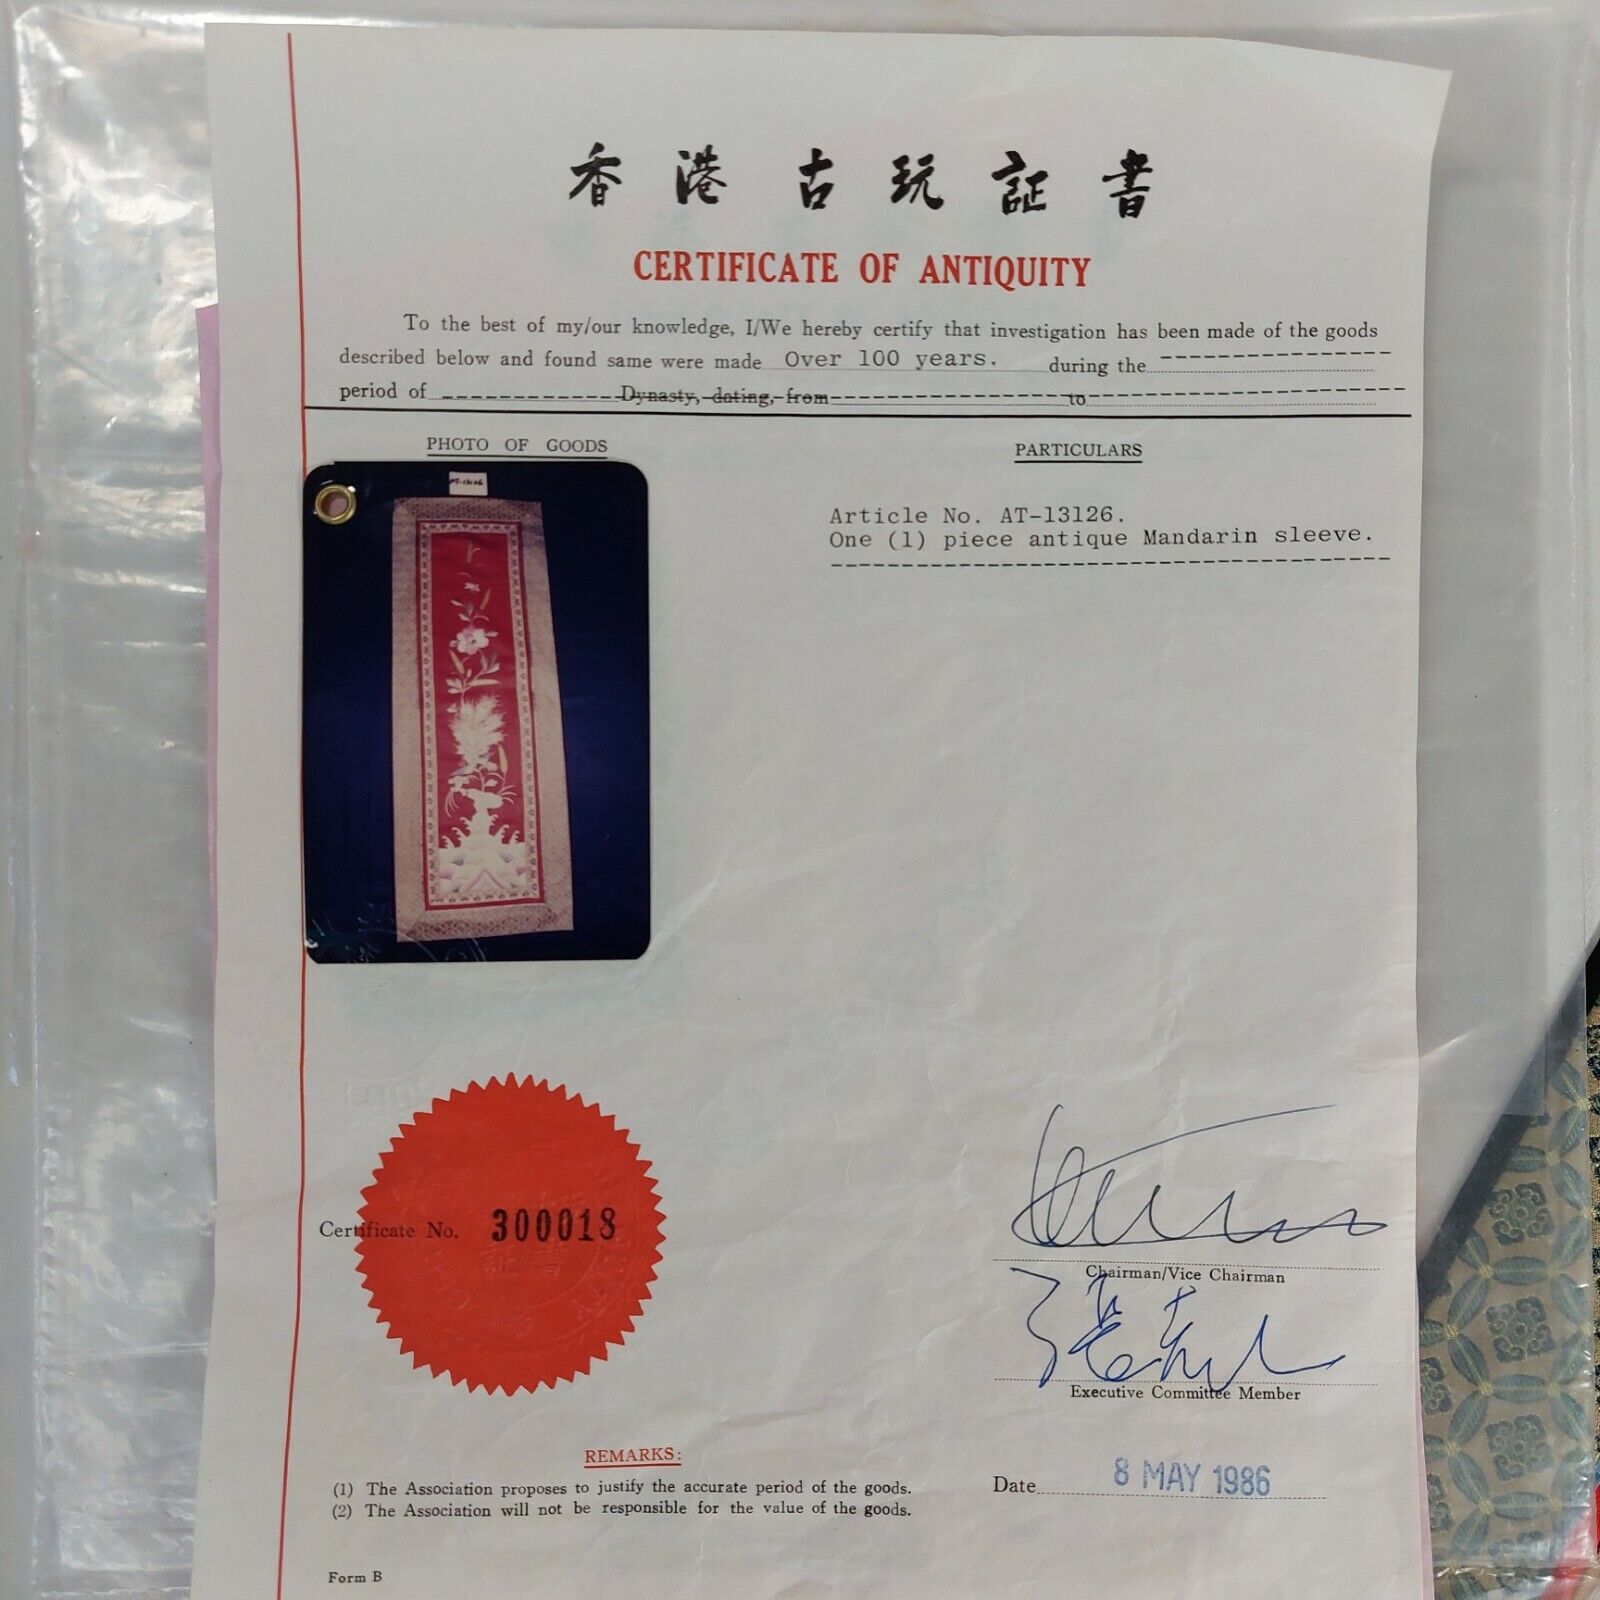 香港古玩証書
CERTIFICATE OF ANTIQUITY
To the best of my/our knowledge, I/We hereby certify that investigation has been made of the goods
described below and found same were made Over 100 years. during the
period of Dynasty, dating, from to
PHOTO OF GOODS
PARTICULARS
Article No. AT-13126.
One (1) piece antique Mandarin sleeve.
Certificate No. 300018
Chairman/Vice Chairman
Executive Committee Member
REMARKS:
(1) The Association proposes to justify the accurate period of the goods.
(2) The Association will not be responsible for the value of the goods.
Date 8 MAY 1986
Form B